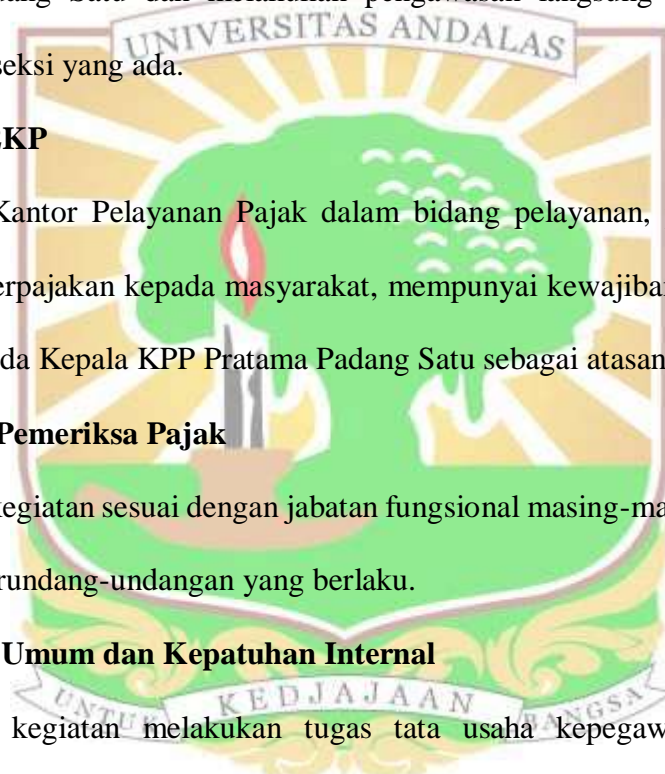 Satu dan melakukan pengawasan langsung
UNIVERSITAS ANDALAS
seksi yang ada.
KP
Kantor Pelayanan Pajak dalam bidang pelayanan,
erpajakan kepada masyarakat, mempunyai kewajiban
da Kepala KPP Pratama Padang Satu sebagai atasan
Pemeriksa Pajak
kegiatan sesuai dengan jabatan fungsional masing-ma
rundang-undangan yang berlaku.
Umum dan Kepatuhan Internal
UNTUK KEDJAJAAN BANGSA
kegiatan melakukan tugas tata usaha kepegaw